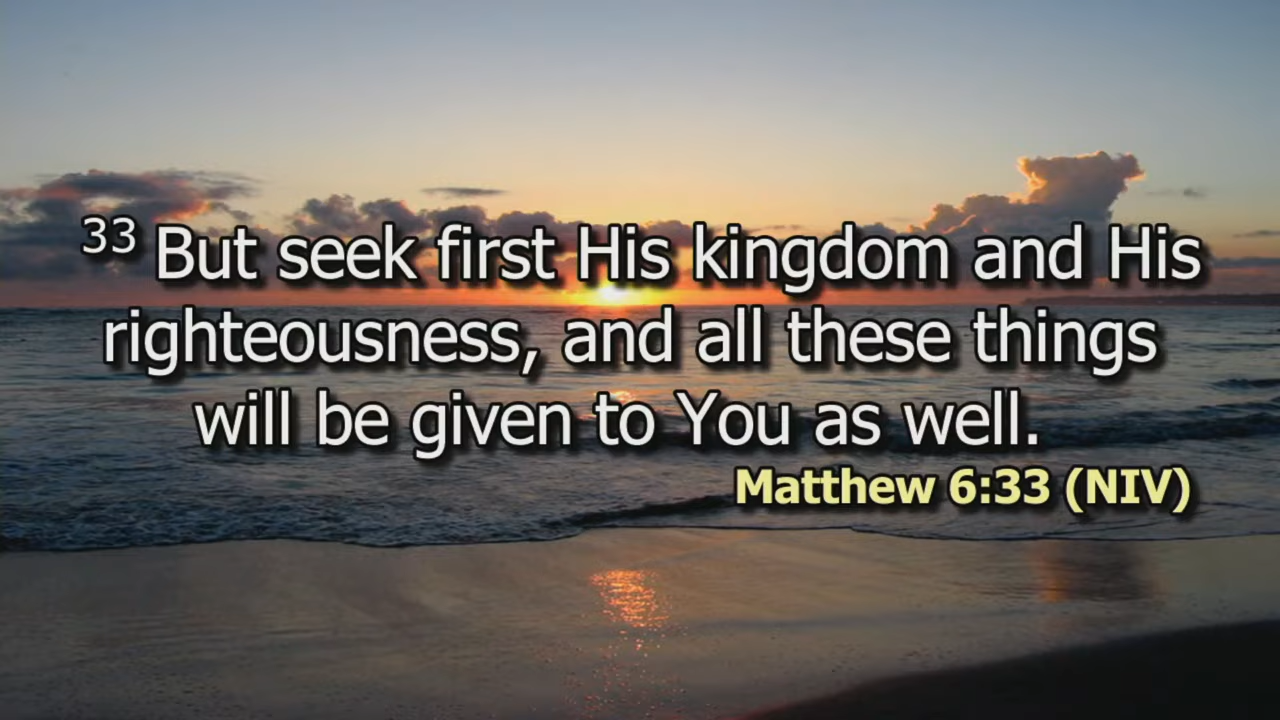 33 But seek first His kingdom and His
righteousness, and all these things
will be given to You as well.
Matthew 6:33 (NIV)